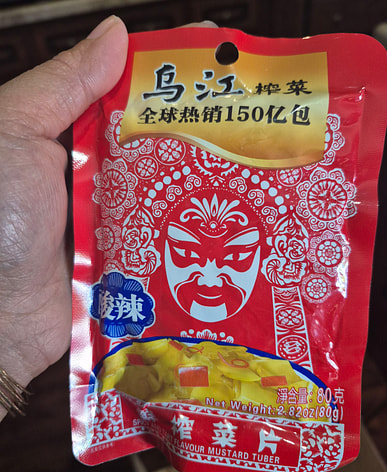 乌江 榨菜
全球热销150亿包
酸辣
淨含量: 80克
Net Weight:2.82oz(80g)
榨菜片
FLAVOUR MUSTARD TUBER